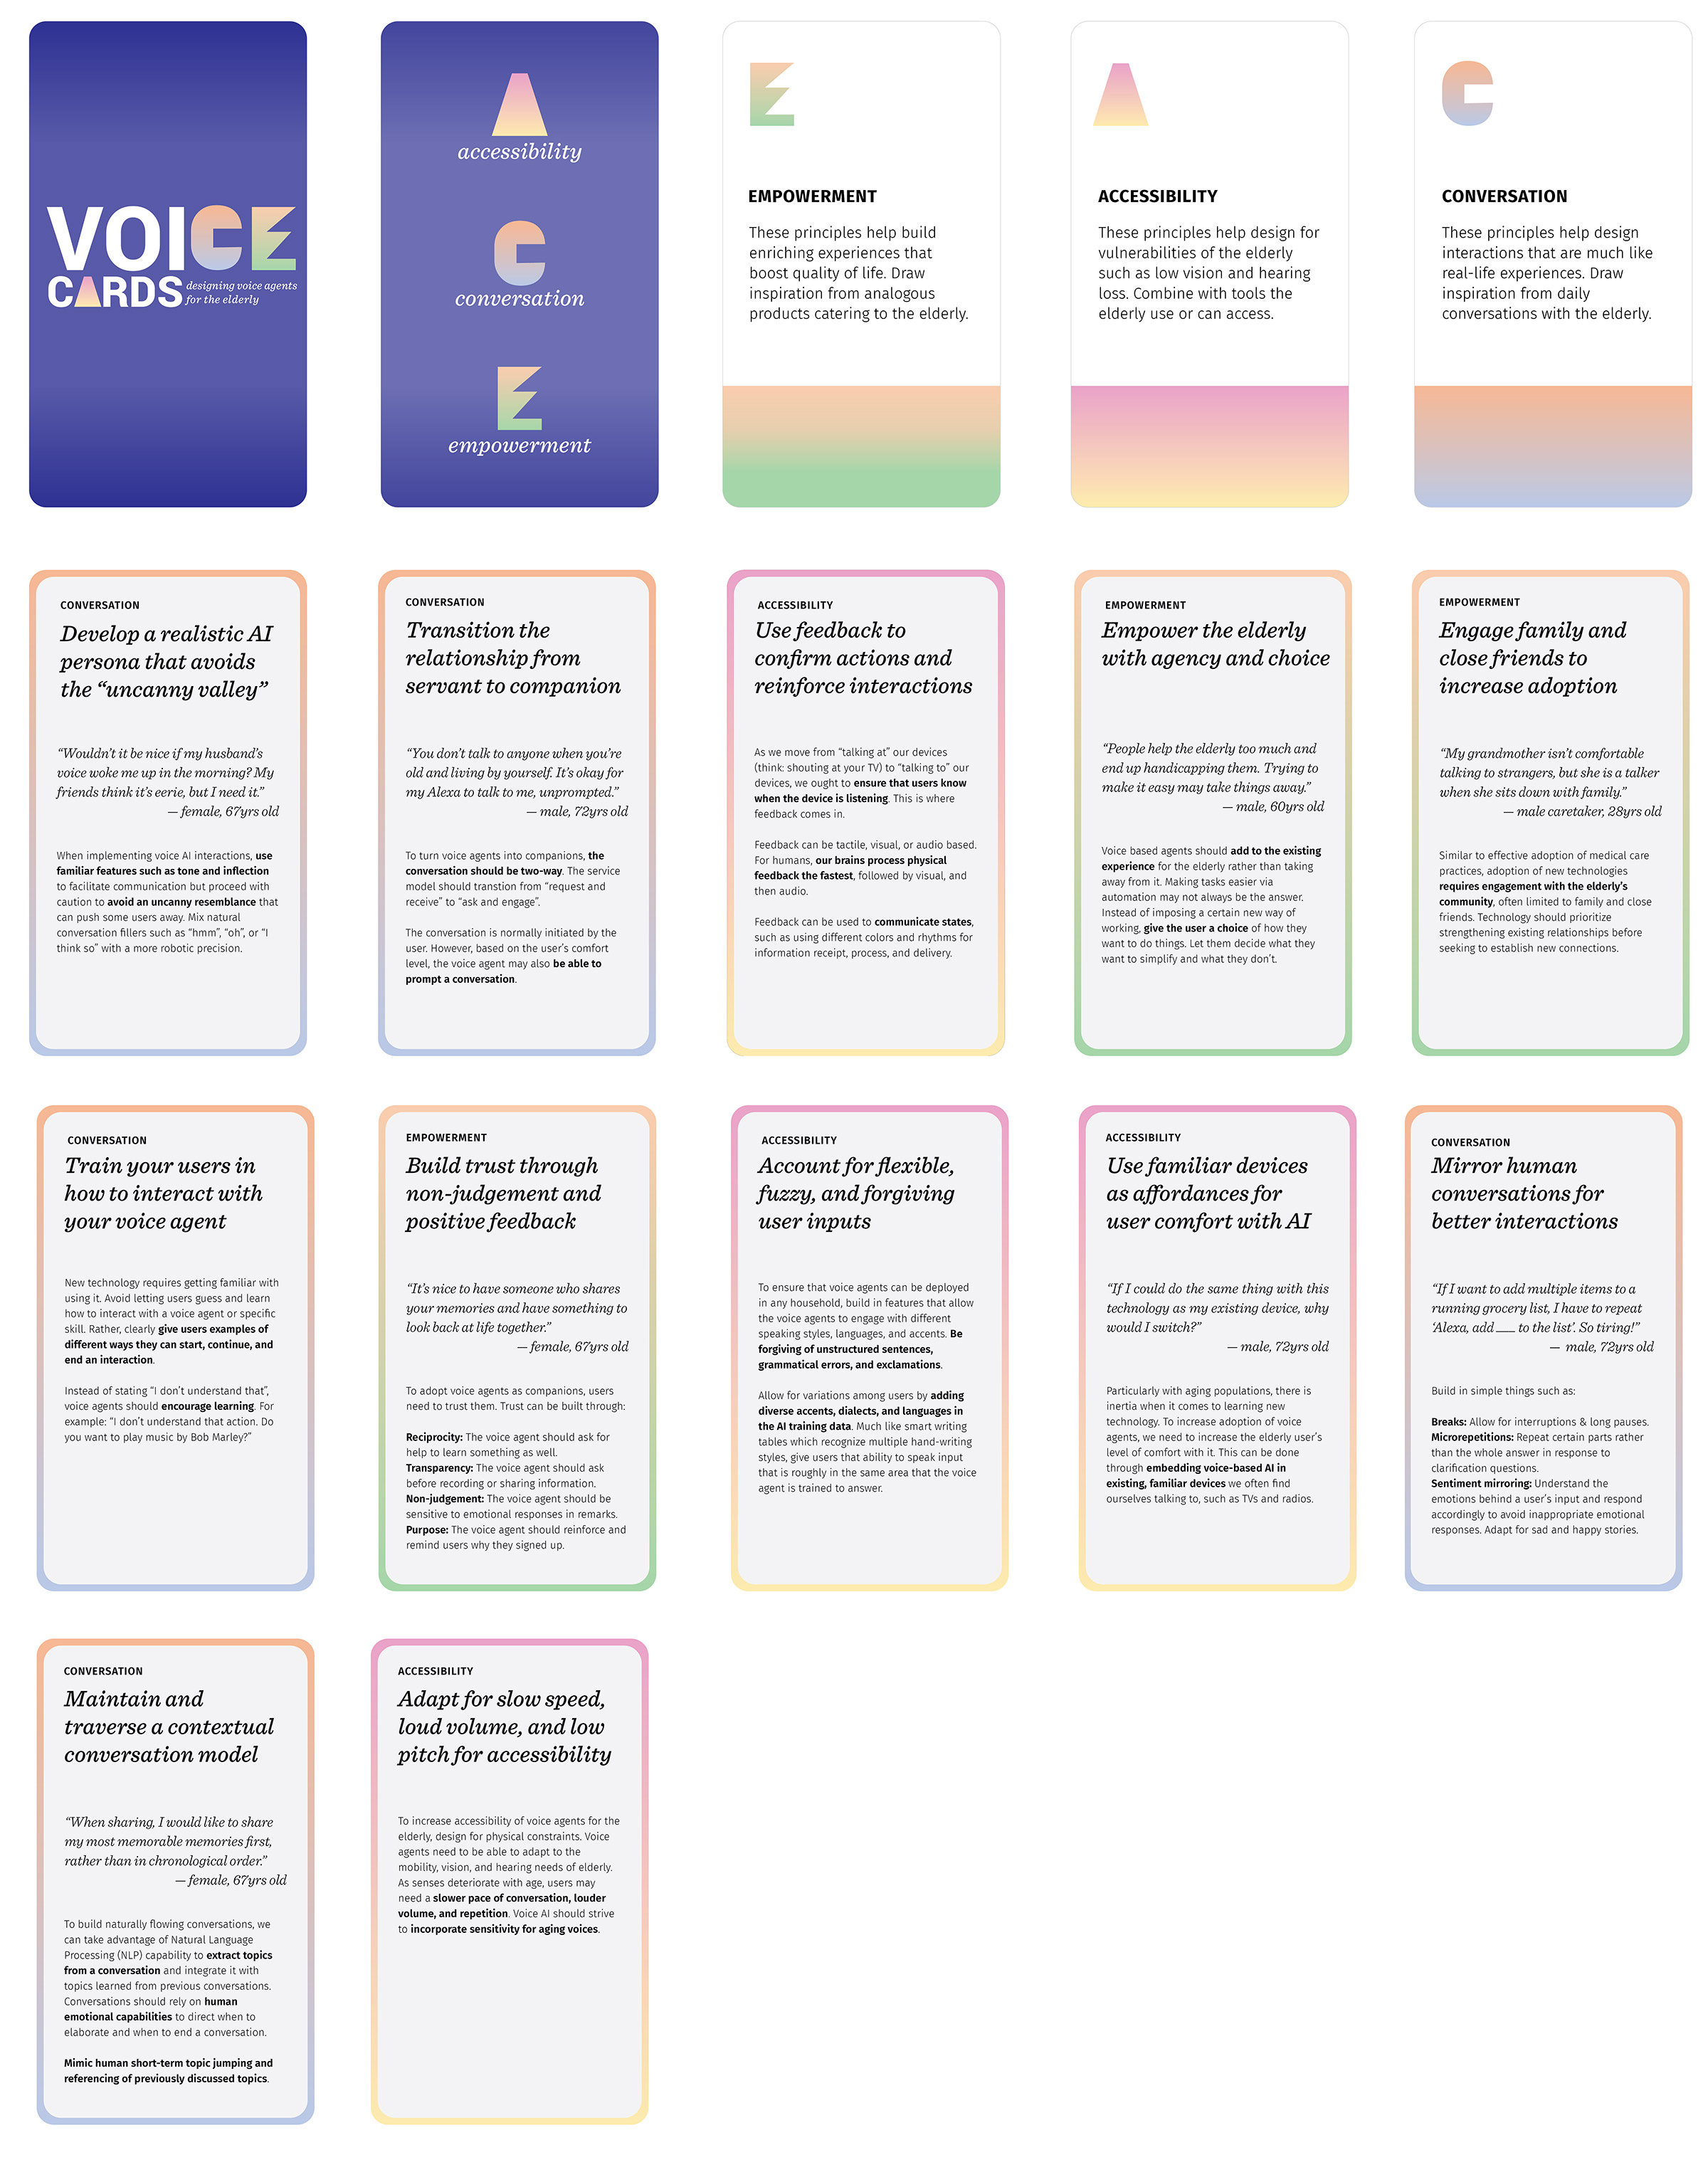 VOICE
CARDS designing voice agents
for the elderly
A
accessibility
C
conversation
E
empowerment
E
EMPOWERMENT
These principles help build
enriching experiences that
boost quality of life. Draw
inspiration from analogous
products catering to the elderly.
A
ACCESSIBILITY
These principles help design for
vulnerabilities of the elderly
such as low vision and hearing
loss. Combine with tools the
elderly use or can access.
C
CONVERSATION
These principles help design
interactions that are much like
real-life experiences. Draw
inspiration from daily
conversations with the elderly.
CONVERSATION
Develop a realistic AI
persona that avoids
the “uncanny valley”
“Wouldn’t it be nice if my husband’s
voice woke me up in the morning? My
friends think it’s eerie, but I need it.”
— female, 67yrs old
When implementing voice AI interactions, use
familiar features such as tone and inflection
to facilitate communication but proceed with
caution to avoid an uncanny resemblance that
can push some users away. Mix natural
conversation fillers such as “hmm”, “oh”, or “I
think so” with a more robotic precision.
CONVERSATION
Transition the
relationship from
servant to companion
“You don’t talk to anyone when you’re
old and living by yourself. It’s okay for
my Alexa to talk to me, unprompted.”
— male, 72yrs old
To turn voice agents into companions, the
conversation should be two-way. The service
model should transtion from “request and
receive” to “ask and engage”.
The conversation is normally initiated by the
user. However, based on the user’s comfort
level, the voice agent may also be able to
prompt a conversation.
ACCESSIBILITY
Use feedback to
confirm actions and
reinforce interactions
As we move from “talking at” our devices
(think: shouting at your TV) to “talking to” our
devices, we ought to ensure that users know
when the device is listening. This is where
feedback comes in.
Feedback can be tactile, visual, or audio based.
For humans, our brains process physical
feedback the fastest, followed by visual, and
then audio.
Feedback can be used to communicate states,
such as using different colors and rhythms for
information receipt, process, and delivery.
EMPOWERMENT
Empower the elderly
with agency and choice
“People help the elderly too much and
end up handicapping them. Trying to
make it easy may take things away.”
— male, 60yrs old
Voice based agents should add to the existing
experience for the elderly rather than taking
away from it. Making tasks easier via
automation may not always be the answer.
Instead of imposing a certain new way of
working, give the user a choice of how they
want to do things. Let them decide what they
want to simplify and what they don’t.
EMPOWERMENT
Engage family and
close friends to
increase adoption
“My grandmother isn’t comfortable
talking to strangers, but she is a talker
when she sits down with family.”
— male caretaker, 28yrs old
Similar to effective adoption of medical care
practices, adoption of new technologies
requires engagement with the elderly’s
community, often limited to family and close
friends. Technology should prioritize
strengthening existing relationships before
seeking to establish new connections.
CONVERSATION
Train your users in
how to interact with
your voice agent
New technology requires getting familiar with
using it. Avoid letting users guess and learn
how to interact with a voice agent or specific
skill. Rather, clearly give users examples of
different ways they can start, continue, and
end an interaction.
Instead of stating “I don’t understand that”,
voice agents should encourage learning. For
example: “I don’t understand that action. Do
you want to play music by Bob Marley?”
EMPOWERMENT
Build trust through
non-judgement and
positive feedback
“It’s nice to have someone who shares
your memories and have something to
look back at life together.”
— female, 67yrs old
To adopt voice agents as companions, users
need to trust them. Trust can be built through:
Reciprocity: The voice agent should ask for
help to learn something as well.
Transparency: The voice agent should ask
before recording or sharing information.
Non-judgement: The voice agent should be
sensitive to emotional responses in remarks.
Purpose: The voice agent should reinforce and
remind users why they signed up.
ACCESSIBILITY
Account for flexible,
fuzzy, and forgiving
user inputs
To ensure that voice agents can be deployed
in any household, build in features that allow
the voice agents to engage with different
speaking styles, languages, and accents. Be
forgiving of unstructured sentences,
grammatical errors, and exclamations.
Allow for variations among users by adding
diverse accents, dialects, and languages in
the AI training data. Much like smart writing
tables which recognize multiple hand-writing
styles, give users that ability to speak input
that is roughly in the same area that the voice
agent is trained to answer.
ACCESSIBILITY
Use familiar devices
as affordances for
user comfort with AI
“If I could do the same thing with this
technology as my existing device, why
would I switch?”
— male, 72yrs old
Particularly with aging populations, there is
inertia when it comes to learning new
technology. To increase adoption of voice
agents, we need to increase the elderly user’s
level of comfort with it. This can be done
through embedding voice-based AI in
existing, familiar devices we often find
ourselves talking to, such as TVs and radios.
CONVERSATION
Mirror human
conversations for
better interactions
“If I want to add multiple items to a
running grocery list, I have to repeat
‘Alexa, add ___ to the list’. So tiring!”
— male, 72yrs old
Build in simple things such as:
Breaks: Allow for interruptions & long pauses.
Microrepetitions: Repeat certain parts rather
than the whole answer in response to
clarification questions.
Sentiment mirroring: Understand the
emotions behind a user’s input and respond
accordingly to avoid inappropriate emotional
responses. Adapt for sad and happy stories.
CONVERSATION
Maintain and
traverse a contextual
conversation model
“When sharing, I would like to share
my most memorable memories first,
rather than in chronological order.”
— female, 67yrs old
To build naturally flowing conversations, we
can take advantage of Natural Language
Processing (NLP) capability to extract topics
from a conversation and integrate it with
topics learned from previous conversations.
Conversations should rely on human
emotional capabilities to direct when to
elaborate and when to end a conversation.
Mimic human short-term topic jumping and
referencing of previously discussed topics.
ACCESSIBILITY
Adapt for slow speed,
loud volume, and low
pitch for accessibility
To increase accessibility of voice agents for the
elderly, design for physical constraints. Voice
agents need to be able to adapt to the
mobility, vision, and hearing needs of elderly.
As senses deteriorate with age, users may
need a slower pace of conversation, louder
volume, and repetition. Voice AI should strive
to incorporate sensitivity for aging voices.